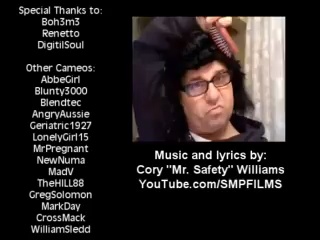 Special Thanks to:
Boh3m3
Renetto
DigitilSoul
Other Cameos:
AbbeGirl
Blunty3000
Blendtec
AngryAussie
Geriatric1927
LonelyGirl15
MrPregnant
NewNuma
MadV
TheHILL88
GregSolomon
MarkDay
CrossMack
WilliamSledd
Music and lyrics by:
Cory "Mr. Safety" Williams
YouTube.com/SMPFILMS